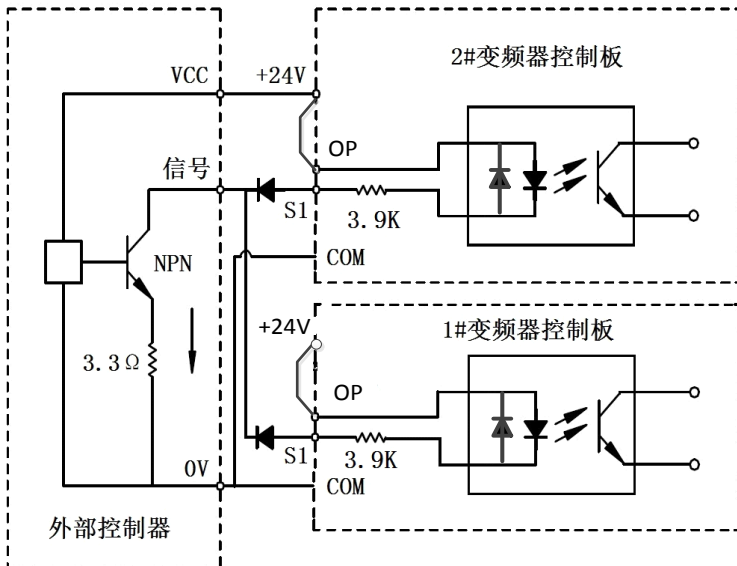 VCC
+24V
2#变频器控制板
OP
信号
S1
3.9K
NPN
COM
+24V
1#变频器控制板
3.3Ω
OP
S1
3.9K
0V
COM
外部控制器